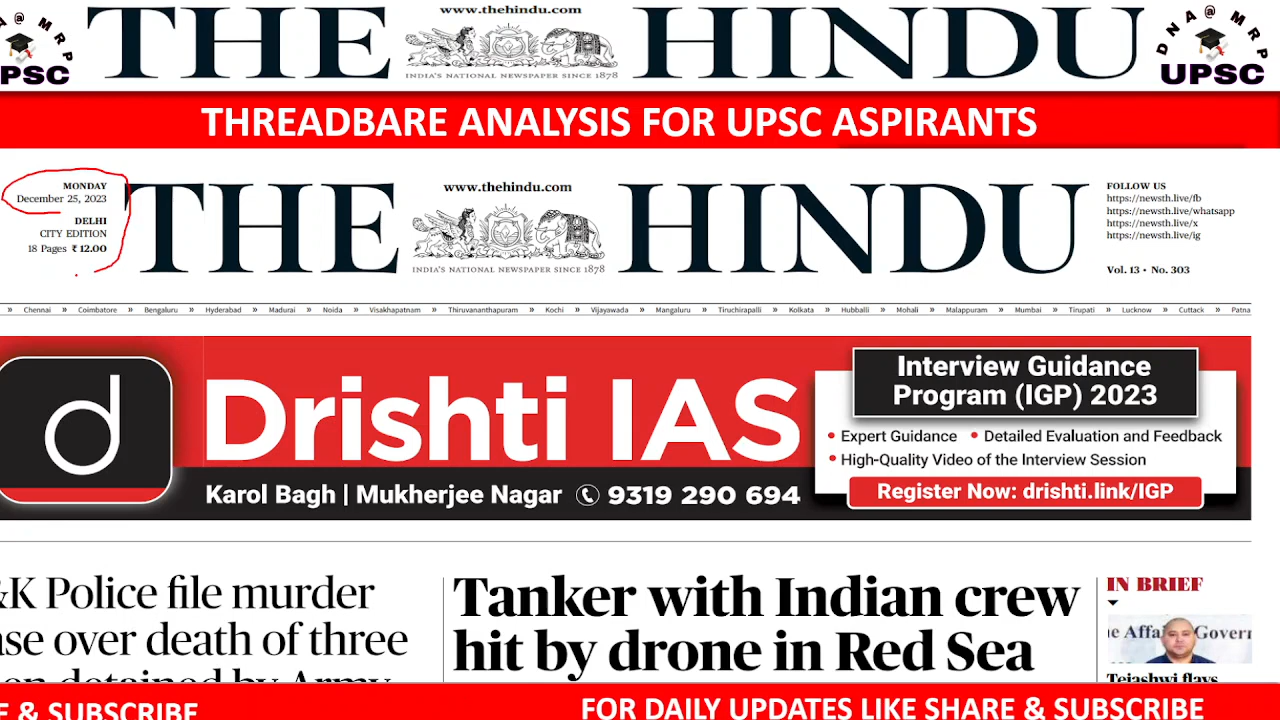 www.thehindu.com
DNA@MRP
UPSC
THE HINDU
INDIA'S NATIONAL NEWSPAPER SINCE 1878
DNA@MRP
UPSC
THREADBARE ANALYSIS FOR UPSC ASPIRANTS
MONDAY
December 25, 2023
DELHI
CITY EDITION
18 Pages ₹ 12.00
www.thehindu.com
THE HINDU
INDIA'S NATIONAL NEWSPAPER SINCE 1878
FOLLOW US
https://newsth.live/fb
https://newsth.live/whatsapp
https://newsth.live/x
https://newsth.live/ig
Vol. 13 • No. 303
» Chennai » Coimbatore » Bengaluru » Hyderabad » Madurai » Noida » Visakhapatnam » Thiruvananthapuram » Kochi » Vijayawada » Mangaluru » Tiruchirapalli » Kolkata » Hubballi » Mohali » Malappuram » Mumbai » Tirupati » Lucknow » Cuttack » Patna
d Drishti IAS
Karol Bagh | Mukherjee Nagar 9319 290 694
Interview Guidance
Program (IGP) 2023
• Expert Guidance • Detailed Evaluation and Feedback
• High-Quality Video of the Interview Session
Register Now: drishti.link/IGP
&K Police file murder
ase over death of three
en detained by Army
Tanker with Indian crew
hit by drone in Red Sea
IN BRIEF
e Affai Govern
Tejashwi flays
E & SUBSCRIBE
FOR DAILY UPDATES LIKE SHARE & SUBSCRIBE